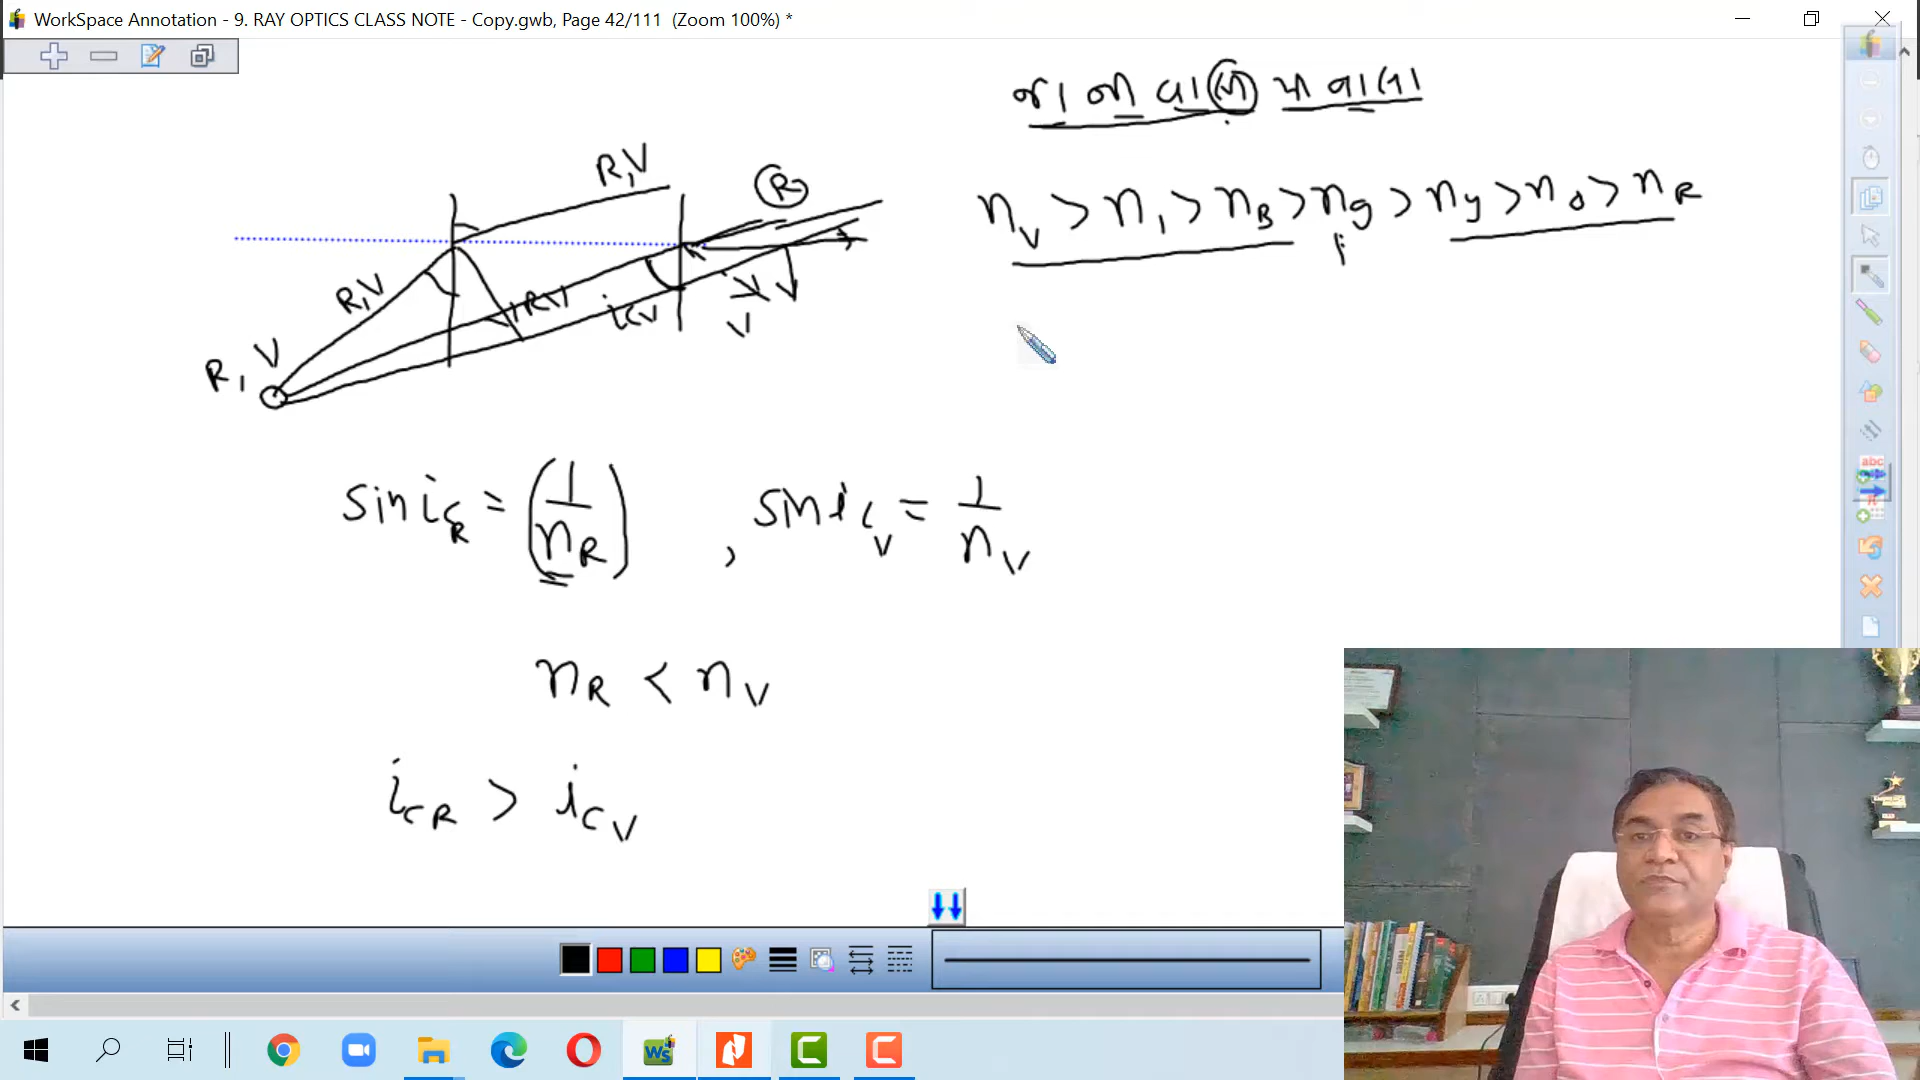 WorkSpace Annotation - 9. RAY OPTICS CLASS NOTE - Copy.gwb, Page 42/111 (Zoom 100%) *
n_V > n_I > n_B > n_g > n_y > n_o > n_R
R, V
R
R, V
R, V
i_CV
V
V
R, V
sin i_CR = (1/n_R) , sin i_CV = 1/n_V
n_R < n_V
i_CR > i_CV
abc